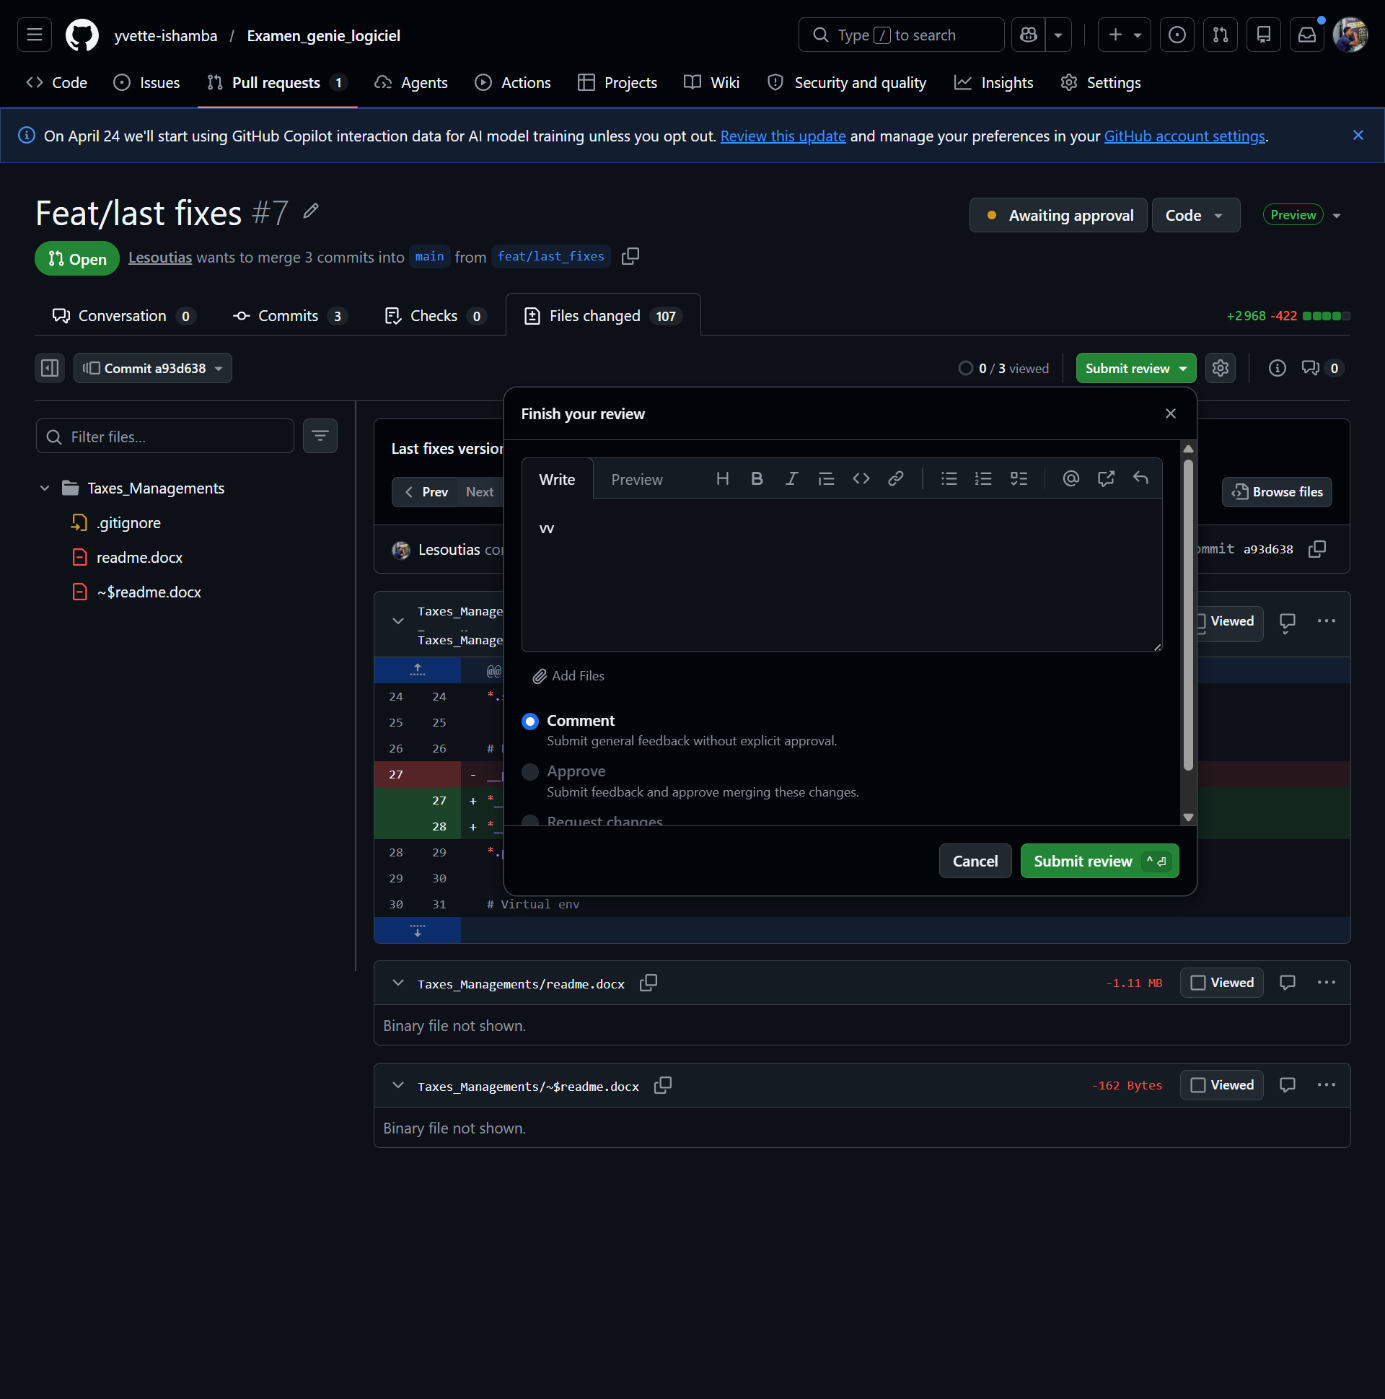 yvette-ishamba / Examen_genie_logiciel
Type / to search
Code
Issues
Pull requests 1
Agents
Actions
Projects
Wiki
Security and quality
Insights
Settings
On April 24 we'll start using GitHub Copilot interaction data for AI model training unless you opt out. Review this update and manage your preferences in your GitHub account settings.
Feat/last fixes #7
Awaiting approval
Code
Preview
Open
Lesoutias wants to merge 3 commits into main from feat/last_fixes
Conversation 0
Commits 3
Checks 0
Files changed 107
+2 968 -422
Commit a93d638
0 / 3 viewed
Submit review
0
Filter files...
Taxes_Managements
.gitignore
readme.docx
~$readme.docx
Last fixes version
Prev
Next
Browse files
Lesoutias
a93d638
Finish your review
Write
Preview
vv
Add Files
Comment
Submit general feedback without explicit approval.
Approve
Submit feedback and approve merging these changes.
Request changes
Cancel
Submit review
Taxes_Manage
Taxes_Manage
Viewed
@@
24 24 *.
25 25
26 26 #
27 - __
27 + *_
28 + *_
28 29 *.
29 30
30 31 # Virtual env
Taxes_Managements/readme.docx
-1.11 MB
Viewed
Binary file not shown.
Taxes_Managements/~$readme.docx
-162 Bytes
Viewed
Binary file not shown.